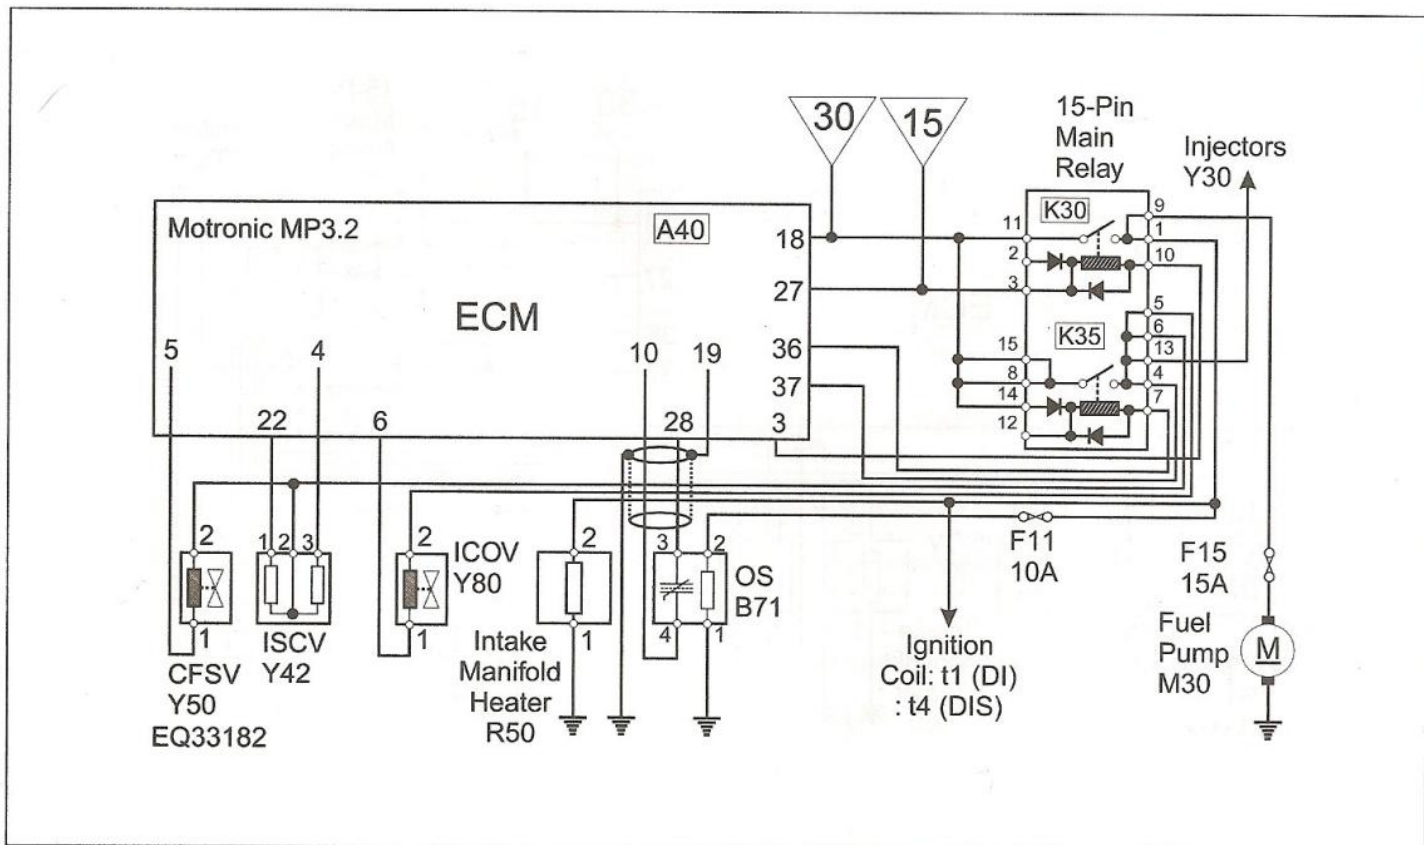 30
15
15-Pin
Main
Relay
Injectors
Y30
Motronic MP3.2
A40
ECM
18
27
36
37
5
4
10
19
22
6
28
3
K30
11
2
3
9
1
10
K35
15
8
14
12
5
6
13
4
7
2
1
CFSV
Y50
EQ33182
1 2 3
ISCV
Y42
2
1
ICOV
Y80
2
1
Intake
Manifold
Heater
R50
3
2
4
1
OS
B71
F11
10A
Ignition
Coil: t1 (DI)
: t4 (DIS)
F15
15A
Fuel
Pump
M30
M